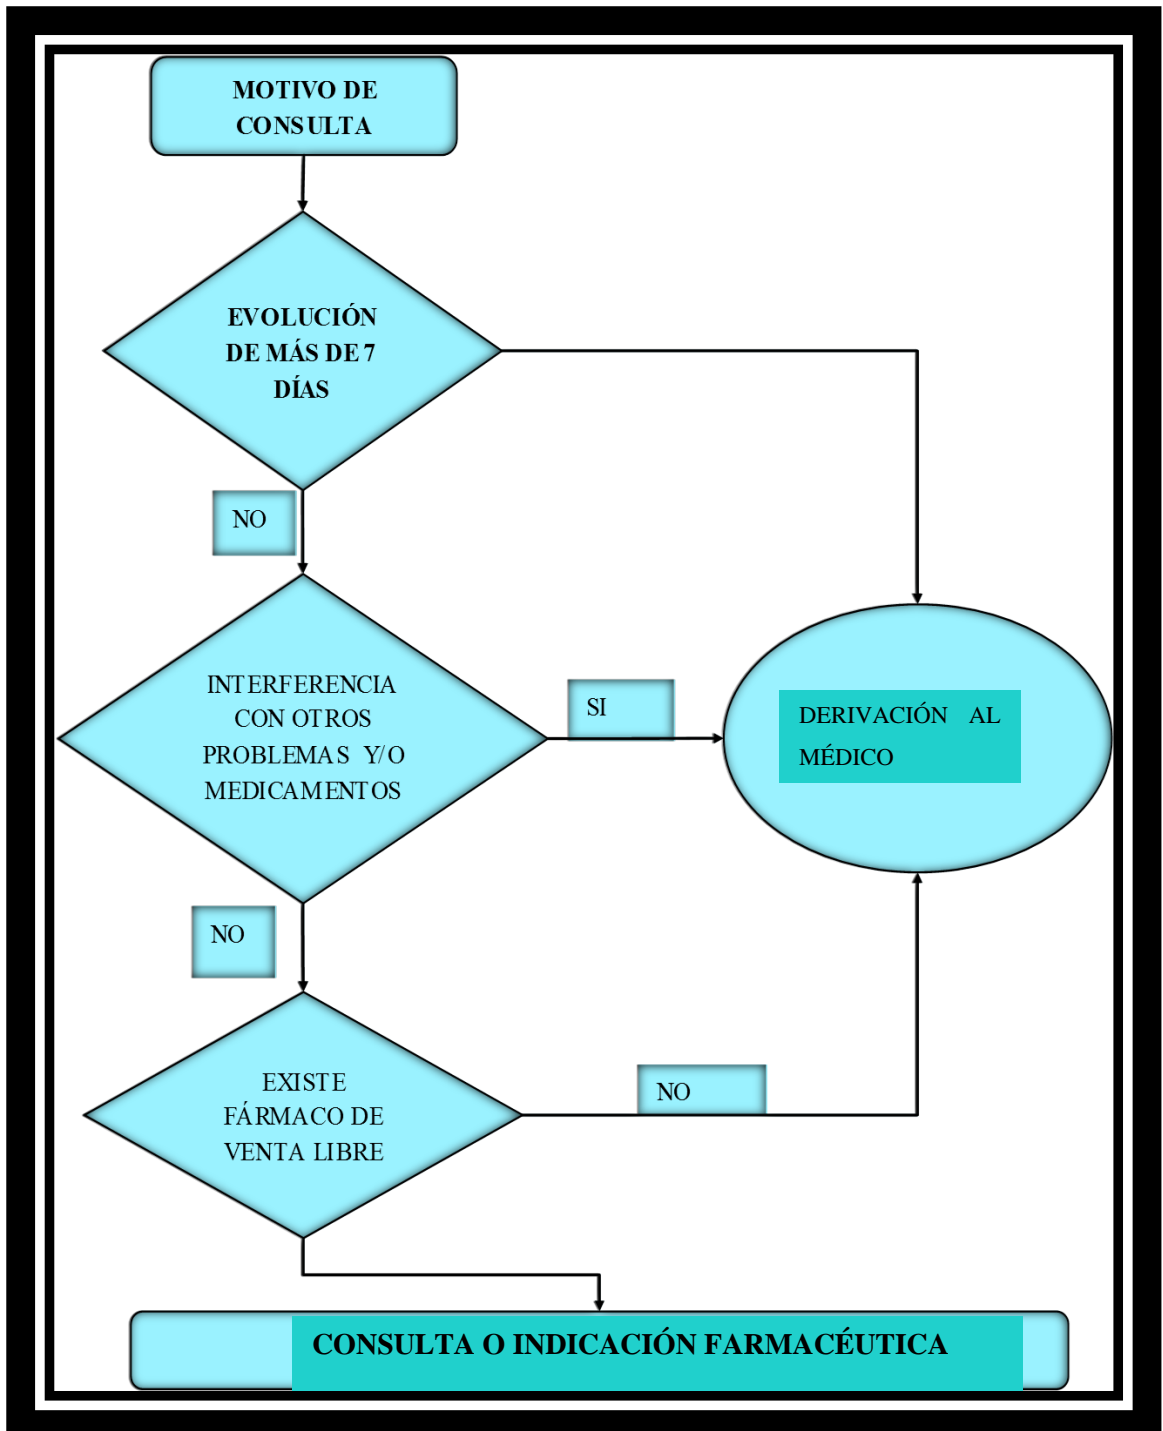 MOTIVO DE
CONSULTA
EVOLUCIÓN
DE MÁS DE 7
DÍAS
NO
INTERFERENCIA
CON OTROS
PROBLEMAS Y/O
MEDICAMENTOS
SI
DERIVACIÓN AL
MÉDICO
NO
EXISTE
FÁRMACO DE
VENTA LIBRE
NO
CONSULTA O INDICACIÓN FARMACÉUTICA